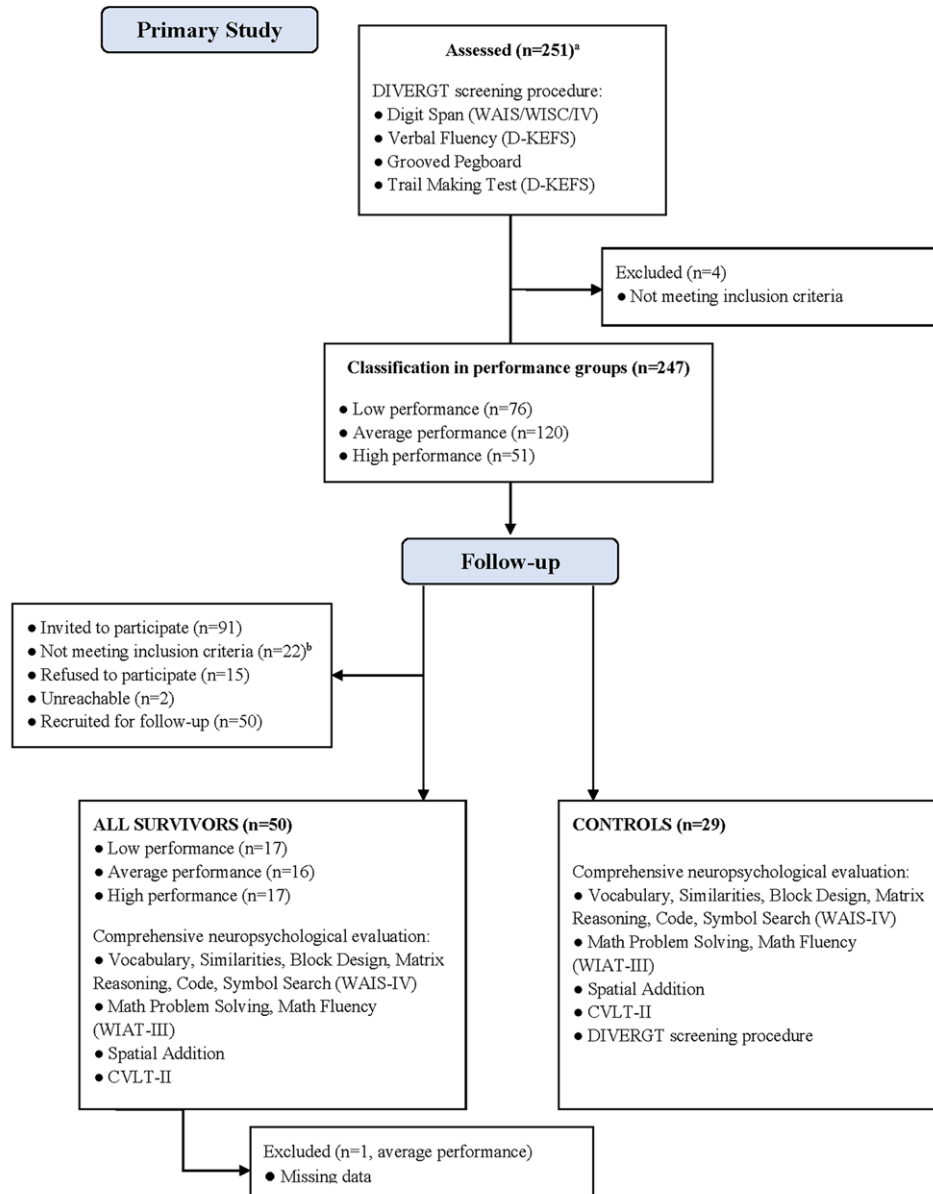 Primary Study
Assessed (n=251)ᵃ
DIVERGT screening procedure:
● Digit Span (WAIS/WISC/IV)
● Verbal Fluency (D-KEFS)
● Grooved Pegboard
● Trail Making Test (D-KEFS)
Excluded (n=4)
● Not meeting inclusion criteria
Classification in performance groups (n=247)
● Low performance (n=76)
● Average performance (n=120)
● High performance (n=51)
Follow-up
● Invited to participate (n=91)
● Not meeting inclusion criteria (n=22)ᵇ
● Refused to participate (n=15)
● Unreachable (n=2)
● Recruited for follow-up (n=50)
ALL SURVIVORS (n=50)
● Low performance (n=17)
● Average performance (n=16)
● High performance (n=17)
Comprehensive neuropsychological evaluation:
● Vocabulary, Similarities, Block Design, Matrix
Reasoning, Code, Symbol Search (WAIS-IV)
● Math Problem Solving, Math Fluency
(WIAT-III)
● Spatial Addition
● CVLT-II
CONTROLS (n=29)
Comprehensive neuropsychological evaluation:
● Vocabulary, Similarities, Block Design, Matrix
Reasoning, Code, Symbol Search (WAIS-IV)
● Math Problem Solving, Math Fluency
(WIAT-III)
● Spatial Addition
● CVLT-II
● DIVERGT screening procedure
Excluded (n=1, average performance)
● Missing data